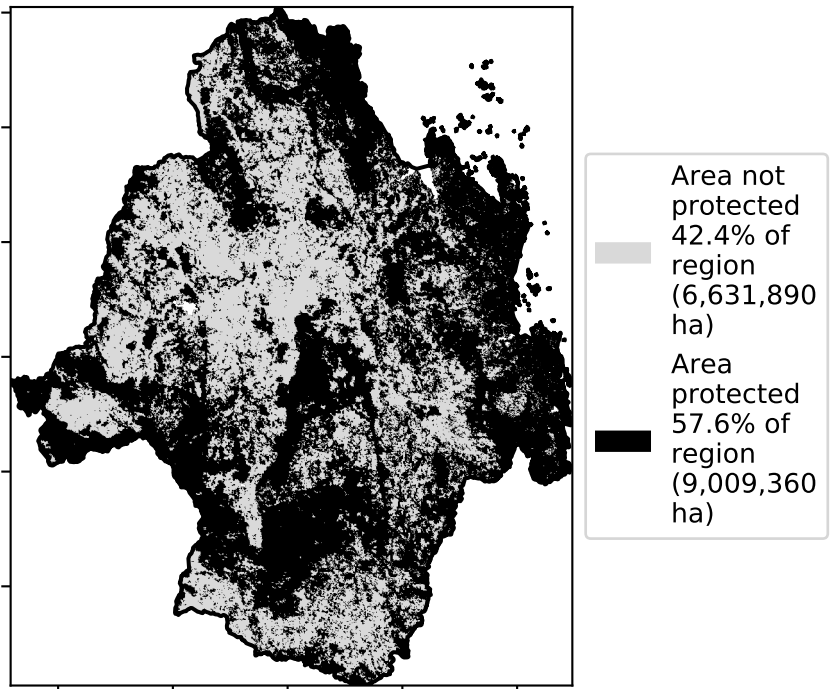 Area not
protected
42.4% of
region
(6,631,890
ha)
Area
protected
57.6% of
region
(9,009,360
ha)